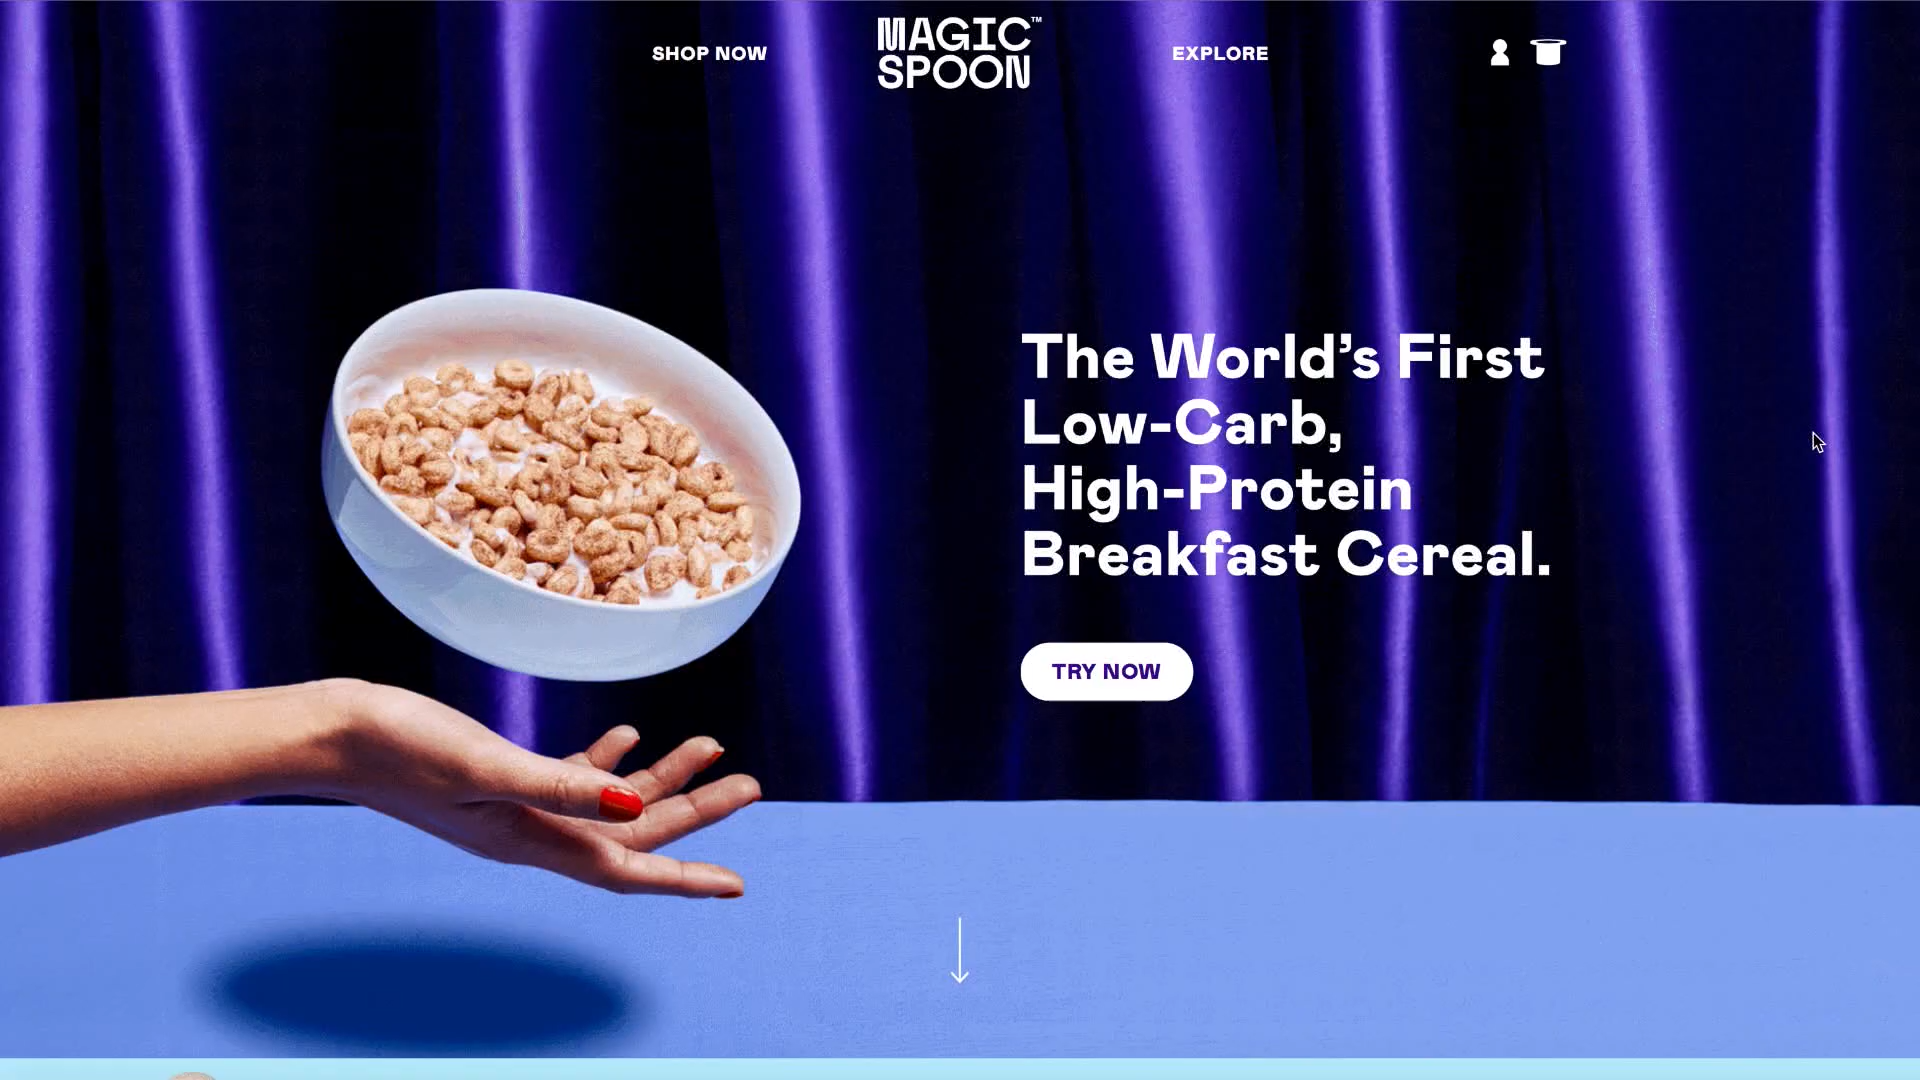 SHOP NOW
MAGIC™
SPOON
EXPLORE
The World’s First
Low-Carb,
High-Protein
Breakfast Cereal.
TRY NOW